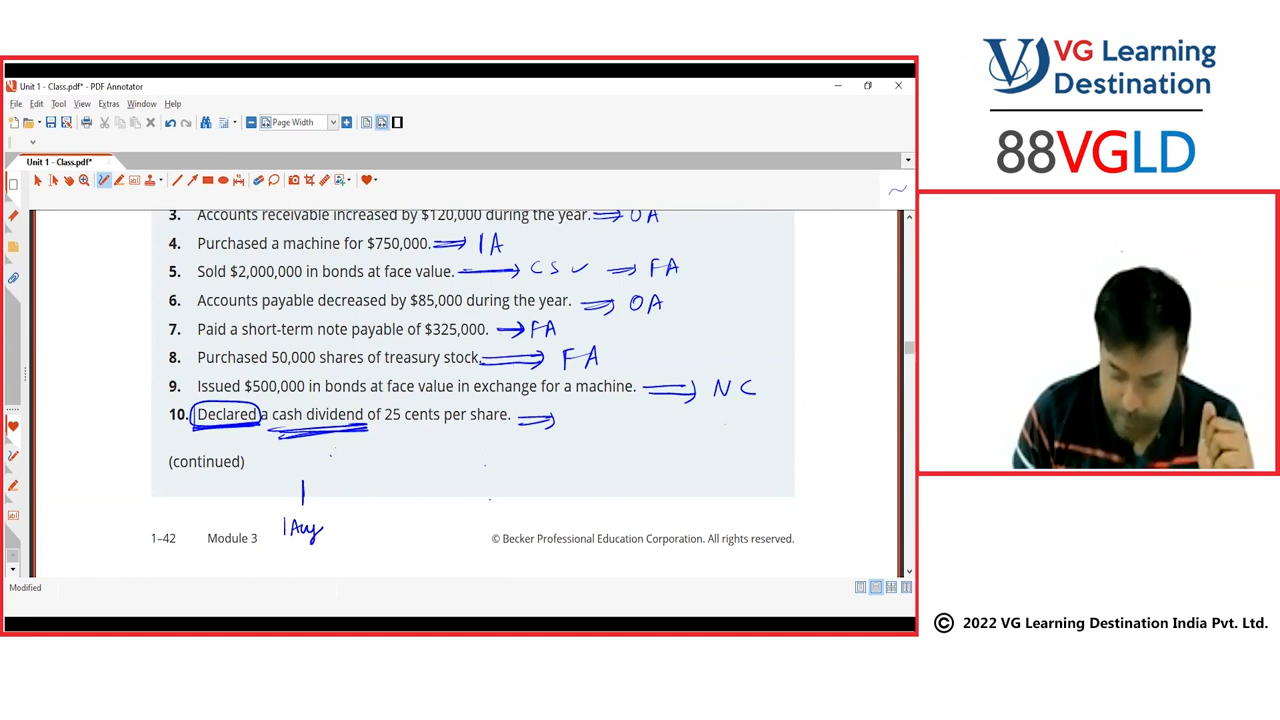 VG Learning
Destination
88VGLD
Unit 1 - Class.pdf* - PDF Annotator
File Edit Tool View Annotations Window Extras Help
Page Width
Unit 1 - Class.pdf*
3. Accounts receivable increased by $120,000 during the year. ⇒ OA
4. Purchased a machine for $750,000. ⇒ IA
5. Sold $2,000,000 in bonds at face value. → CS ✓ ⇒ FA
6. Accounts payable decreased by $85,000 during the year. ⇒ OA
7. Paid a short-term note payable of $325,000. → FA
8. Purchased 50,000 shares of treasury stock. ⇒ FA
9. Issued $500,000 in bonds at face value in exchange for a machine. ⇒ NC
10. Declared a cash dividend of 25 cents per share. ⇒
(continued)
1 Aug
1–42 Module 3 © Becker Professional Education Corporation. All rights reserved.
Modified
© 2022 VG Learning Destination India Pvt. Ltd.